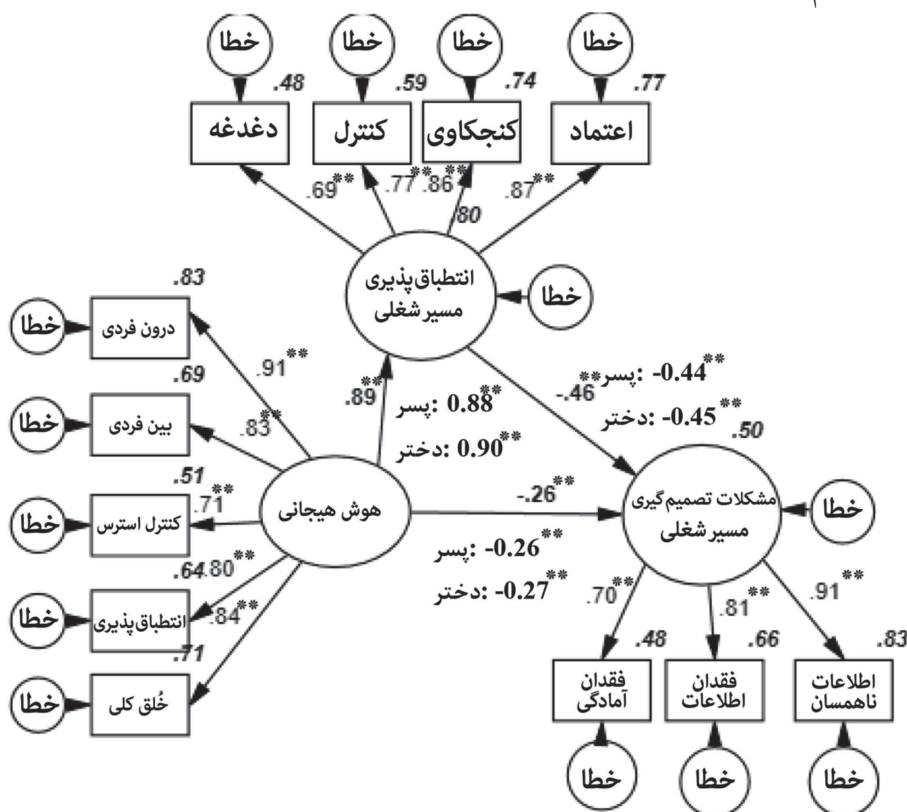 ۱
خطا
خطا
خطا
خطا
.48
.59
.74
.77
دغدغه
کنترل
کنجکاوی
اعتماد
.69**
.77**
.86**
.87**
.80
انتطباق‌پذیری
مسیر شغلی
خطا
.83
خطا
درون فردی
.91**
.69
خطا
بین فردی
.83**
.51
خطا
کنترل استرس
.71**
.64
خطا
انتطباق‌پذیری
.80**
.71
خطا
خُلق کلی
.84**
هوش هیجانی
.89**
پسر: 0.88**
دختر: 0.90**
-.46**
پسر: -0.44**
دختر: -0.45**
-.26**
پسر: -0.26**
دختر: -0.27**
.50
مشکلات تصمیم‌گیری
مسیر شغلی
خطا
.70**
.81**
.91**
.48
.66
.83
فقدان
آمادگی
فقدان
اطلاعات
اطلاعات
ناهمسان
خطا
خطا
خطا